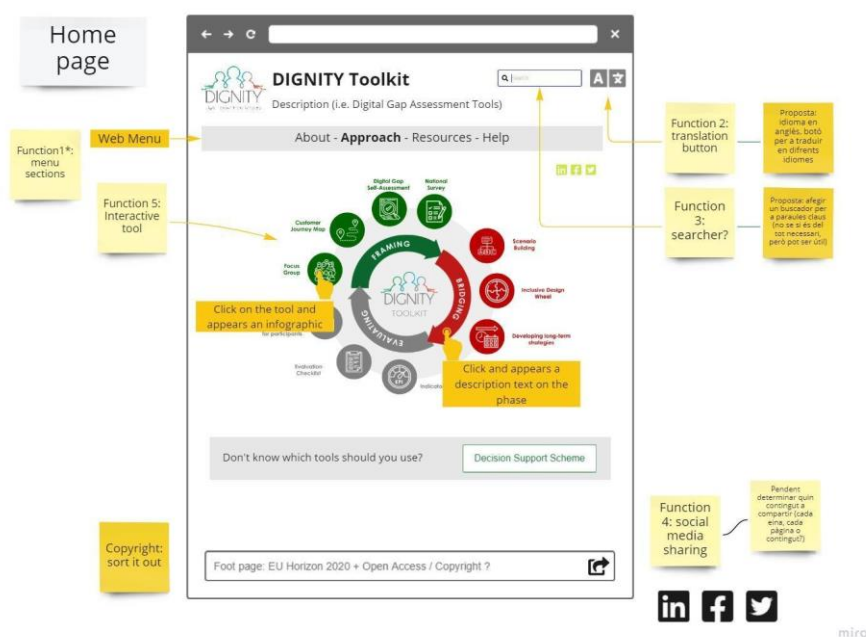 Home
page
DIGNITY
DIGNITY Toolkit
Description (i.e. Digital Gap Assessment Tools)
Search
A
Web Menu
About - Approach - Resources - Help
Function1*:
menu
sections
Function 2:
translation
button
Proposta:
idioma en
anglès, botó
per a traduir
en difrents
idiomes
Function 5:
Interactive
tool
Function
3:
searcher?
Proposta: afegir
un buscador per
a paraules claus
(no se si és del
tot necessari,
però pot ser útil)
Digital Gap
Self-Assessment
National
Survey
Customer
Journey Map
Focus
Group
Scenario
Building
Inclusive Design
Wheel
Developing long-term
strategies
FRAMING
BRIDGING
EVALUATING
DIGNITY
TOOLKIT
Click on the tool and
appears an infographic
for participants
Evaluation
Checklist
KPI
Click and appears a
description text on the
phase
Don't know which tools should you use?
Decision Support Scheme
Copyright:
sort it out
Function
4: social
media
sharing
Pendent
determinar quin
contingut a
compartir (cada
eina, cada
pàgina o
contingut?)
Foot page: EU Horizon 2020 + Open Access / Copyright ?
miro